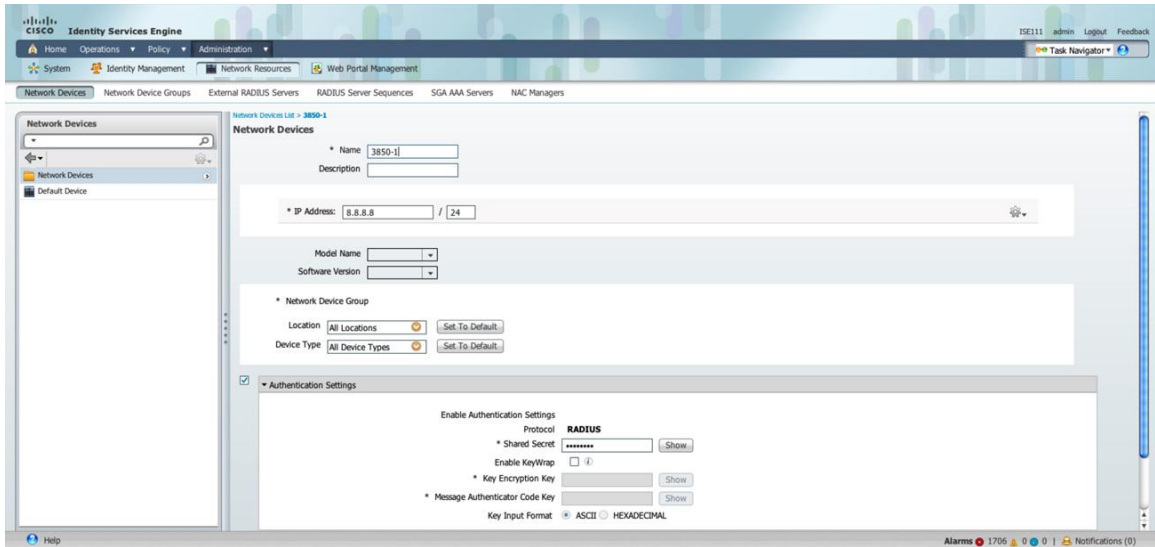 CISCO Identity Services Engine
ISE111 admin Logout Feedback
Home Operations Policy Administration
Task Navigator
System Identity Management Network Resources Web Portal Management
Network Devices Network Device Groups External RADIUS Servers RADIUS Server Sequences SGA AAA Servers NAC Managers
Network Devices
Network Devices
Default Device
Network Devices List > 3850-1
Network Devices
* Name 3850-1
Description
* IP Address: 8.8.8.8 / 24
Model Name
Software Version
* Network Device Group
Location All Locations Set To Default
Device Type All Device Types Set To Default
Authentication Settings
Enable Authentication Settings
Protocol RADIUS
* Shared Secret •••••••• Show
Enable KeyWrap
* Key Encryption Key Show
* Message Authenticator Code Key Show
Key Input Format ASCII HEXADECIMAL
Help
Alarms 1706 0 0 | Notifications (0)